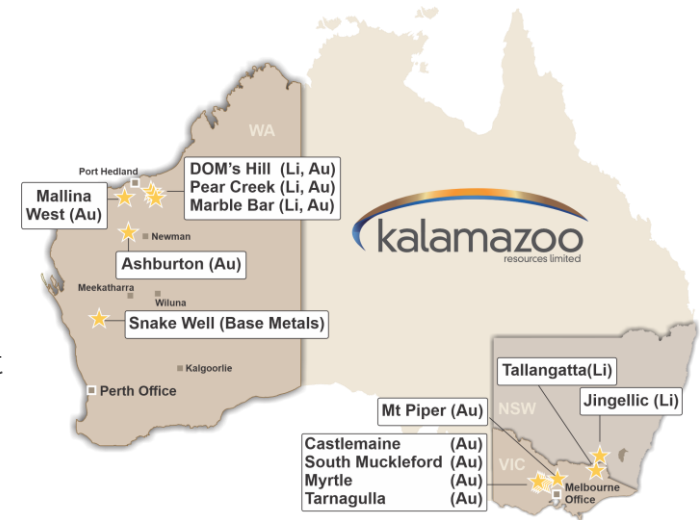 WA
Port Hedland
DOM's Hill (Li, Au)
Pear Creek (Li, Au)
Marble Bar (Li, Au)
Mallina
West (Au)
Newman
Ashburton (Au)
Meekatharra
Wiluna
Snake Well (Base Metals)
Kalgoorlie
Perth Office
kalamazoo
resources limited
Tallangatta(Li)
Jingellic (Li)
Mt Piper (Au)
NSW
Castlemaine (Au)
South Muckleford (Au)
Myrtle (Au)
Tarnagulla (Au)
VIC
Melbourne
Office
t